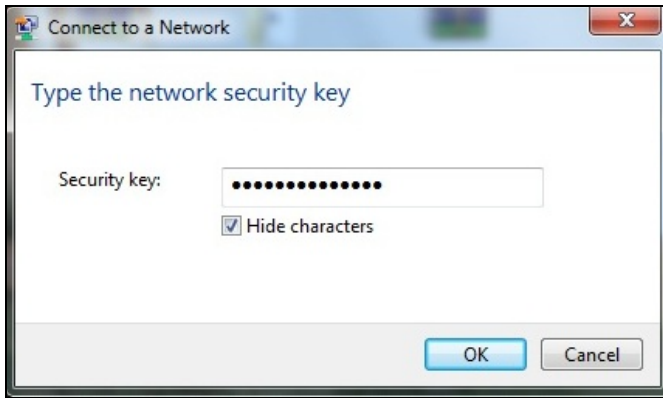 Connect to a Network
Type the network security key
Security key: ••••••••••••••
Hide characters
OK Cancel